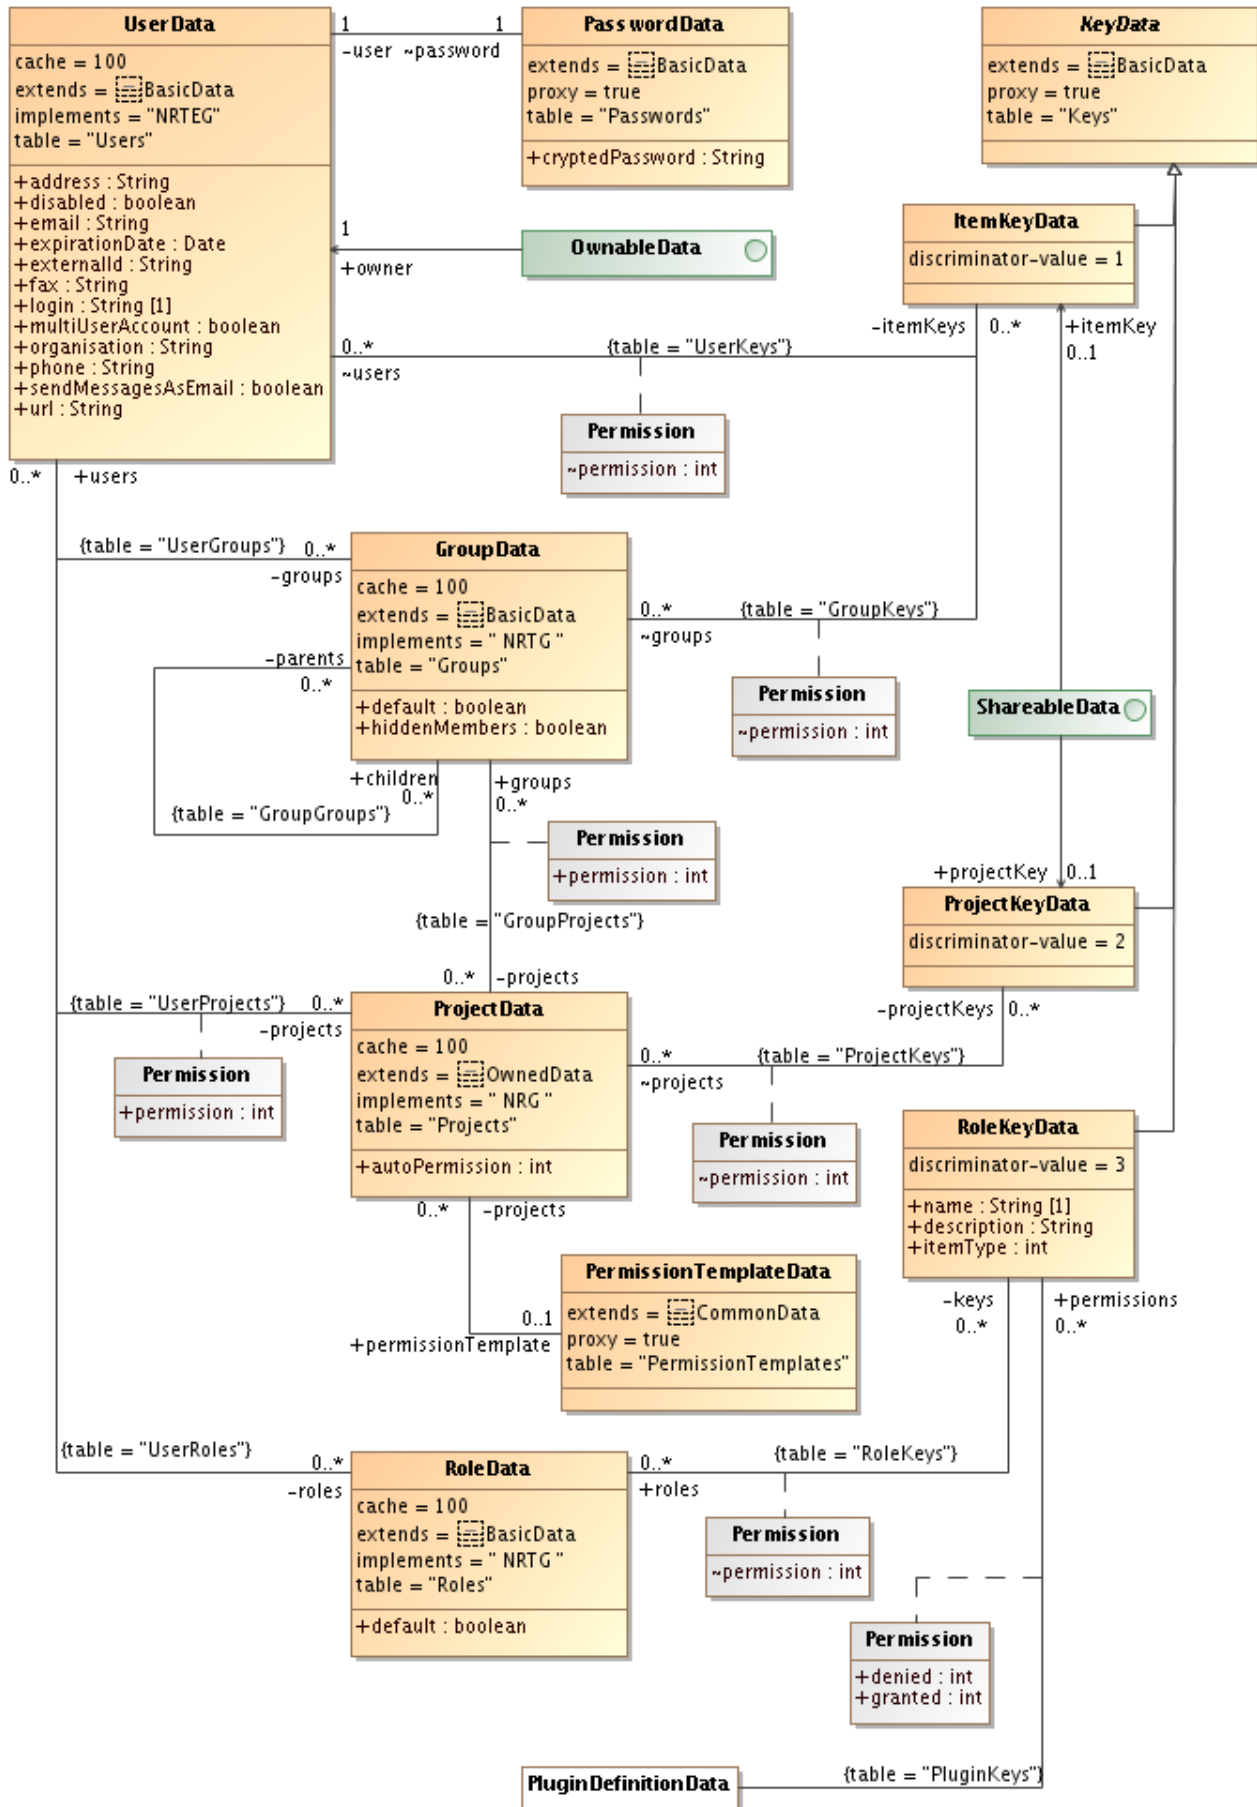 UserData
cache = 100
extends = BasicData
implements = "NRTEG"
table = "Users"
+address : String
+disabled : boolean
+email : String
+expirationDate : Date
+externalId : String
+fax : String
+login : String [1]
+multiUserAccount : boolean
+organisation : String
+phone : String
+sendMessagesAsEmail : boolean
+url : String
1 1
-user ~password
PasswordData
extends = BasicData
proxy = true
table = "Passwords"
+cryptedPassword : String
KeyData
extends = BasicData
proxy = true
table = "Keys"
1
+owner
OwnableData
ItemKeyData
discriminator-value = 1
-itemKeys 0..*
+itemKey
0..1
0..* {table = "UserKeys"}
~users
Permission
~permission : int
0..* +users
{table = "UserGroups"} 0..*
-groups
GroupData
cache = 100
extends = BasicData
implements = " NRTG "
table = "Groups"
+default : boolean
+hiddenMembers : boolean
0..* {table = "GroupKeys"}
~groups
Permission
~permission : int
-parents
0..*
+children
0..*
{table = "GroupGroups"}
+groups
0..*
Permission
+permission : int
{table = "GroupProjects"}
0..* -projects
ShareableData
+projectKey 0..1
ProjectKeyData
discriminator-value = 2
-projectKeys 0..*
{table = "UserProjects"} 0..*
-projects
Permission
+permission : int
ProjectData
cache = 100
extends = OwnedData
implements = " NRG "
table = "Projects"
+autoPermission : int
0..* {table = "ProjectKeys"}
~projects
Permission
~permission : int
RoleKeyData
discriminator-value = 3
+name : String [1]
+description : String
+itemType : int
0..* -projects
0..1
+permissionTemplate
PermissionTemplateData
extends = CommonData
proxy = true
table = "PermissionTemplates"
-keys
0..*
+permissions
0..*
{table = "UserRoles"} 0..*
-roles
RoleData
cache = 100
extends = BasicData
implements = " NRTG "
table = "Roles"
+default : boolean
0..* {table = "RoleKeys"}
+roles
Permission
~permission : int
Permission
+denied : int
+granted : int
PluginDefinitionData
{table = "PluginKeys"}